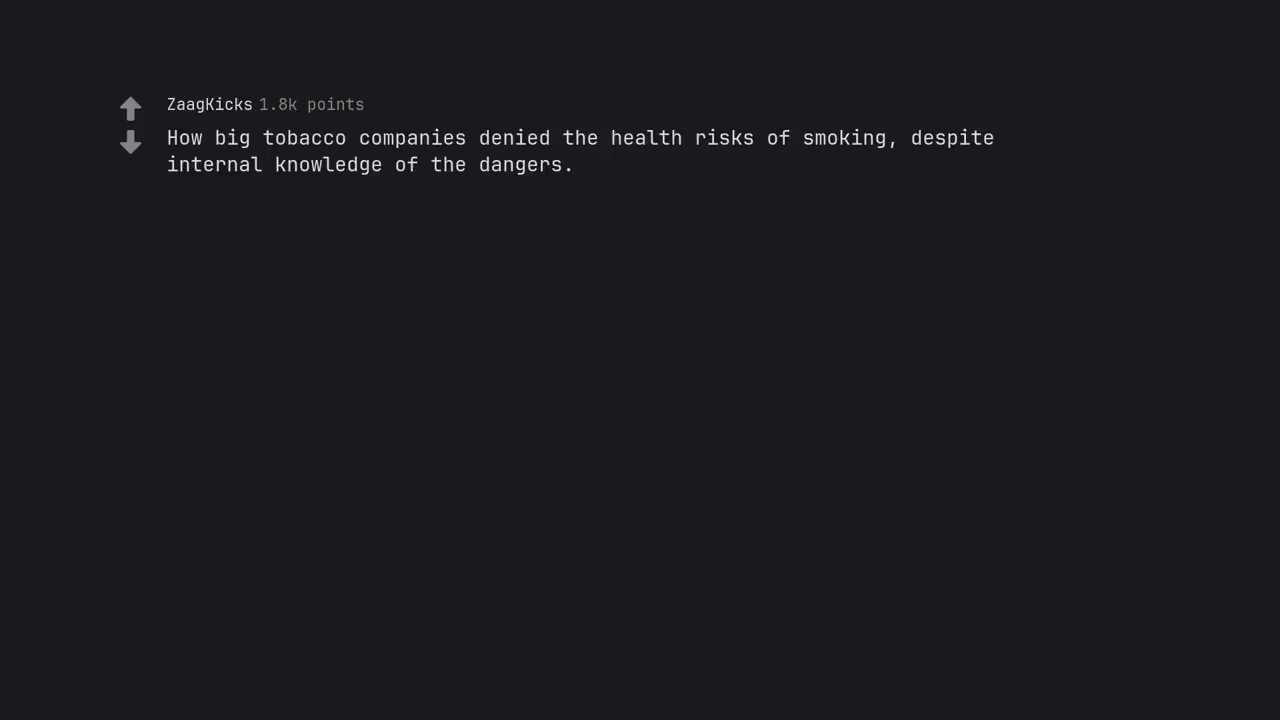 ZaagKicks 1.8k points
How big tobacco companies denied the health risks of smoking, despite
internal knowledge of the dangers.